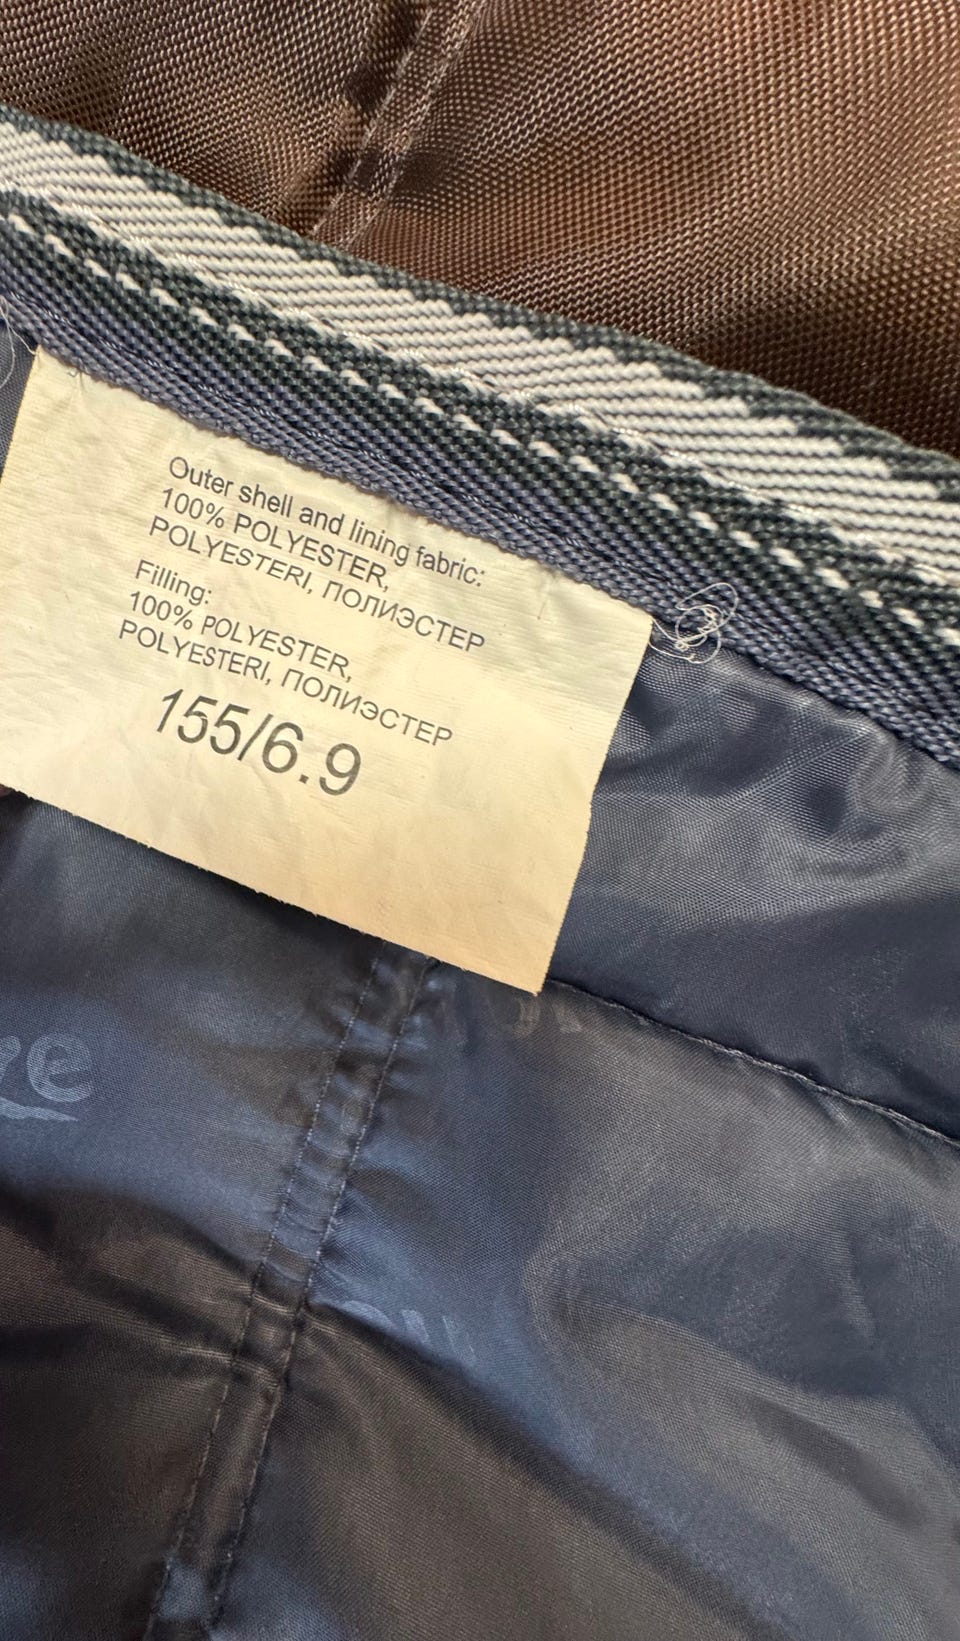 Outer shell and lining fabric:
100% POLYESTER,
POLYESTERI, ПОЛИЭСТЕР
Filling:
100% POLYESTER,
POLYESTERI, ПОЛИЭСТЕР
155/6.9